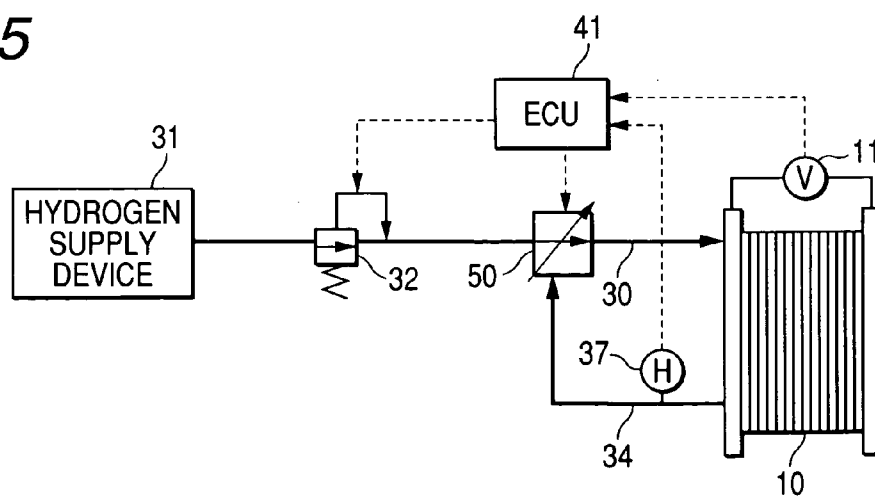 5
41
ECU
31
HYDROGEN
SUPPLY
DEVICE
11
V
32
50
30
37
H
34
10